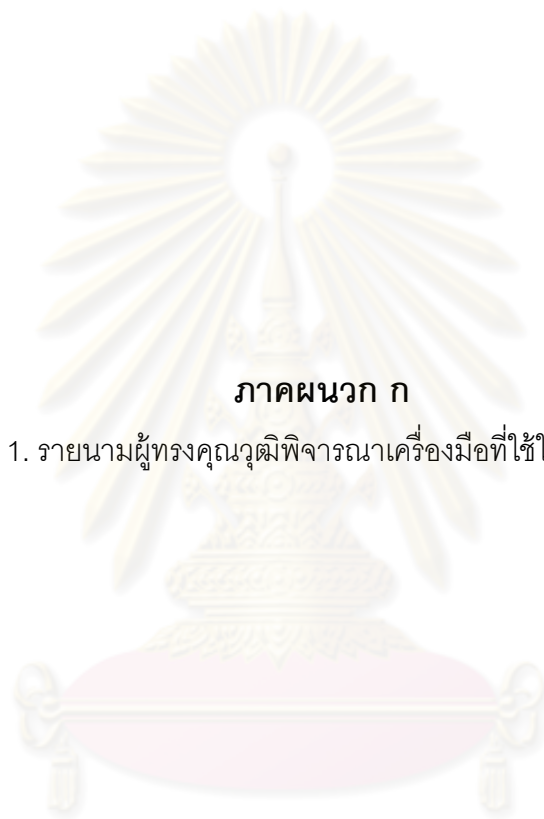 ภาคผนวก ก
1. รายนามผู้ทรงคุณวุฒิพิจารณาเครื่องมือที่ใช้